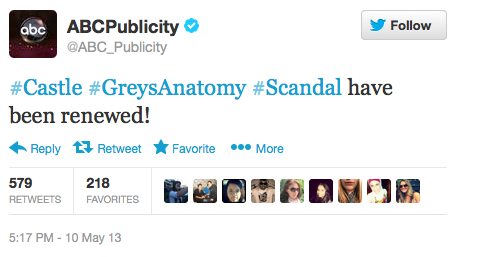 abc
ABCPublicity
@ABC_Publicity
Follow
#Castle #GreysAnatomy #Scandal have
been renewed!
Reply Retweet Favorite More
579 218
RETWEETS FAVORITES
5:17 PM - 10 May 13